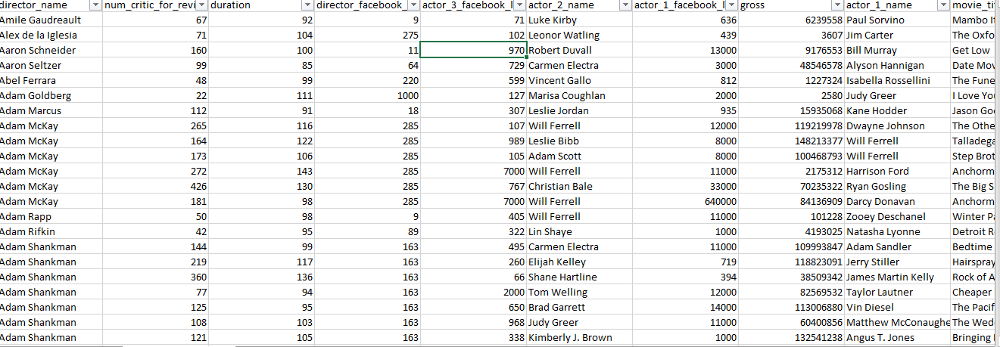 director_name num_critic_for_revi duration director_facebook_ actor_3_facebook_l actor_2_name actor_1_facebook_l gross actor_1_name movie_tit
Amile Gaudreault 67 92 9 71 Luke Kirby 636 6239558 Paul Sorvino Mambo It
Alex de la Iglesia 71 104 275 102 Leonor Watling 439 3607 Jim Carter The Oxfo
Aaron Schneider 160 100 11 970 Robert Duvall 13000 9176553 Bill Murray Get Low
Aaron Seltzer 99 85 64 729 Carmen Electra 3000 48546578 Alyson Hannigan Date Mov
Abel Ferrara 48 99 220 599 Vincent Gallo 812 1227324 Isabella Rossellini The Fune
Adam Goldberg 22 111 1000 127 Marisa Coughlan 2000 2580 Judy Greer I Love You
Adam Marcus 112 91 18 307 Leslie Jordan 935 15935068 Kane Hodder Jason Goe
Adam McKay 265 116 285 107 Will Ferrell 12000 119219978 Dwayne Johnson The Othe
Adam McKay 164 122 285 989 Leslie Bibb 8000 148213377 Will Ferrell Talladega
Adam McKay 173 106 285 105 Adam Scott 8000 100468793 Will Ferrell Step Brot
Adam McKay 272 143 285 7000 Will Ferrell 11000 2175312 Harrison Ford Anchorm
Adam McKay 426 130 285 767 Christian Bale 33000 70235322 Ryan Gosling The Big S
Adam McKay 181 98 285 7000 Will Ferrell 640000 84136909 Darcy Donavan Anchorm
Adam Rapp 50 98 9 405 Will Ferrell 11000 101228 Zooey Deschanel Winter Pa
Adam Rifkin 42 95 89 322 Lin Shaye 1000 4193025 Natasha Lyonne Detroit R
Adam Shankman 144 99 163 495 Carmen Electra 11000 109993847 Adam Sandler Bedtime
Adam Shankman 219 117 163 260 Elijah Kelley 719 118823091 Jerry Stiller Hairspray
Adam Shankman 360 136 163 66 Shane Hartline 394 38509342 James Martin Kelly Rock of A
Adam Shankman 77 94 163 2000 Tom Welling 12000 82569532 Taylor Lautner Cheaper
Adam Shankman 125 95 163 650 Brad Garrett 14000 113006880 Vin Diesel The Pacif
Adam Shankman 108 103 163 968 Judy Greer 11000 60400856 Matthew McConaughe The Wed
Adam Shankman 121 105 163 338 Kimberly J. Brown 1000 132541238 Angus T. Jones Bringing